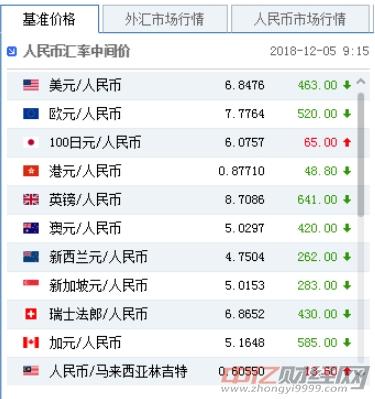 基准价格 外汇市场行情 人民币市场行情
人民币汇率中间价 2018-12-05 9:15
美元/人民币 6.8476 463.00
欧元/人民币 7.7764 520.00
100日元/人民币 6.0757 65.00
港元/人民币 0.87710 48.80
英镑/人民币 8.7086 641.00
澳元/人民币 5.0297 420.00
新西兰元/人民币 4.7504 262.00
新加坡元/人民币 5.0153 283.00
瑞士法郎/人民币 6.8652 430.00
加元/人民币 5.1648 585.00
人民币/马来西亚林吉特 0.60550 13.60
中亿财经网
www.zhongyi9999.com